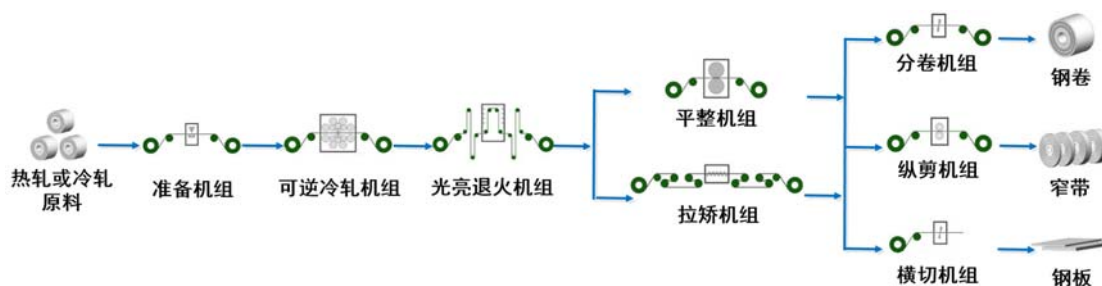 热轧或冷轧
原料
准备机组
可逆冷轧机组
光亮退火机组
平整机组
拉矫机组
分卷机组
钢卷
纵剪机组
窄带
横切机组
钢板